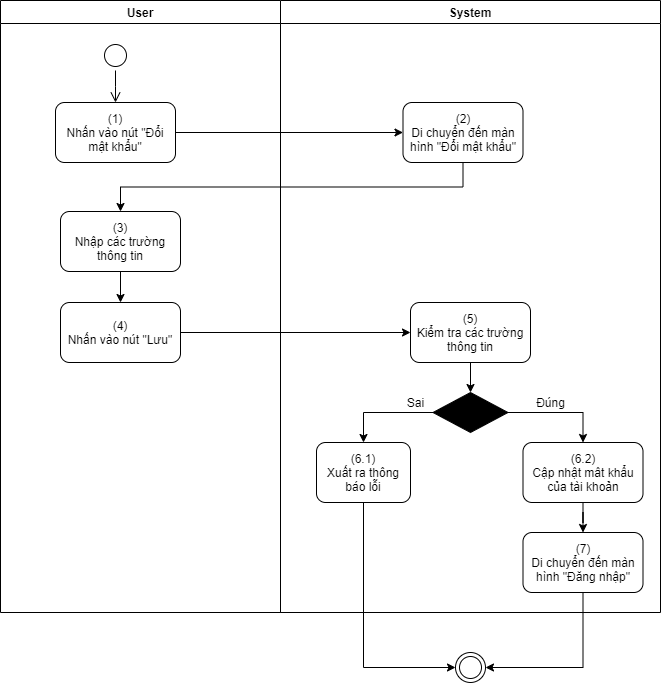 User
System
(1)
Nhấn vào nút "Đổi
mật khẩu"
(2)
Di chuyển đến màn
hình "Đổi mật khẩu"
(3)
Nhập các trường
thông tin
(4)
Nhấn vào nút "Lưu"
(5)
Kiểm tra các trường
thông tin
Sai
Đúng
(6.1)
Xuất ra thông
báo lỗi
(6.2)
Cập nhật mât khẩu
của tài khoản
(7)
Di chuyển đến màn
hình "Đăng nhập"